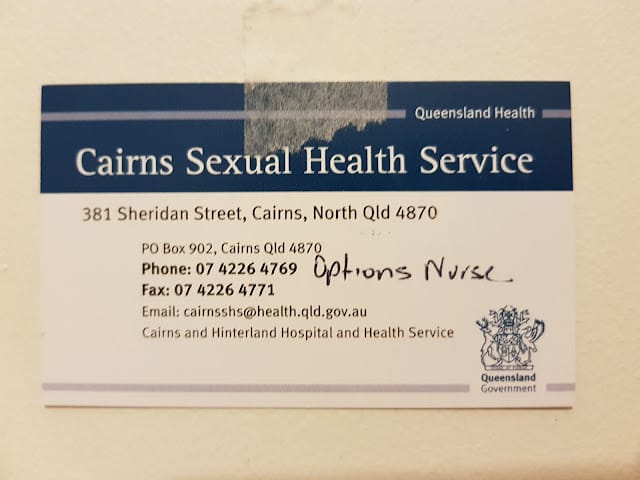 Queensland Health
Cairns Sexual Health Service
381 Sheridan Street, Cairns, North Qld 4870
PO Box 902, Cairns Qld 4870
Phone: 07 4226 4769 Options Nurse
Fax: 07 4226 4771
Email: cairnsshs@health.qld.gov.au
Cairns and Hinterland Hospital and Health Service
Queensland
Government